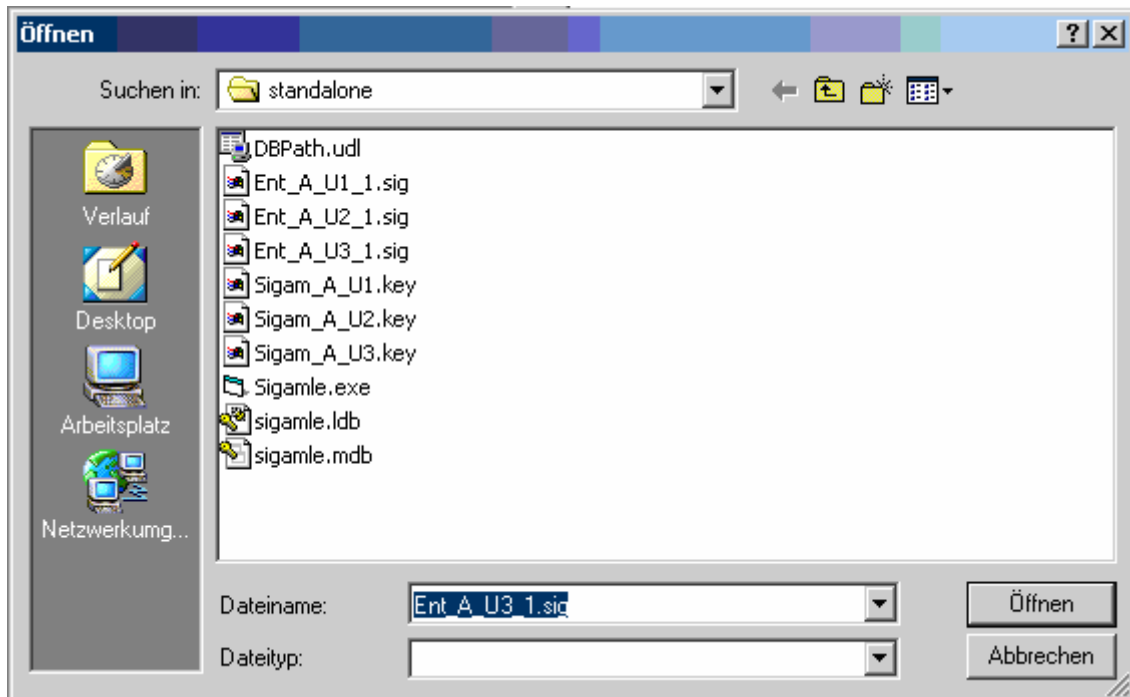 Öffnen
Suchen in: standalone
Verlauf
Desktop
Arbeitsplatz
Netzwerkumg...
DBPath.udl
Ent_A_U1_1.sig
Ent_A_U2_1.sig
Ent_A_U3_1.sig
Sigam_A_U1.key
Sigam_A_U2.key
Sigam_A_U3.key
Sigamle.exe
sigamle.ldb
sigamle.mdb
Dateiname: Ent_A_U3_1.sig Öffnen
Dateityp: Abbrechen